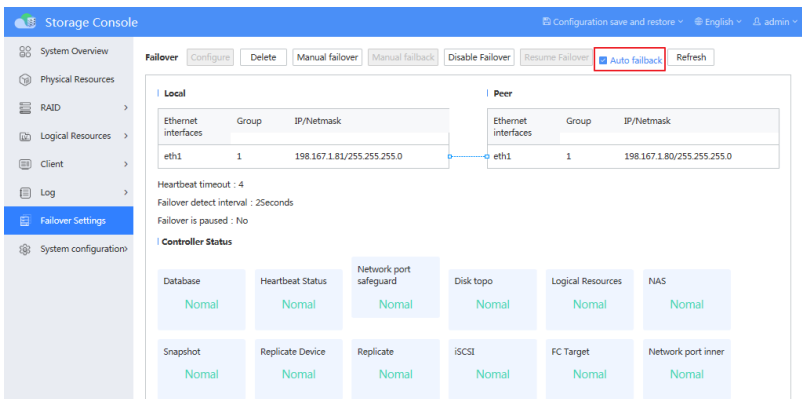 Storage Console
Configuration save and restore
English
admin
System Overview
Physical Resources
RAID
Logical Resources
Client
Log
Failover Settings
System configuration
Failover Configure Delete Manual failover Manual failback Disable Failover Resume Failover Auto failback Refresh
Local
Ethernet interfaces Group IP/Netmask
eth1 1 198.167.1.81/255.255.255.0
Peer
Ethernet interfaces Group IP/Netmask
eth1 1 198.167.1.80/255.255.255.0
Heartbeat timeout : 4
Failover detect interval : 2Seconds
Failover is paused : No
Controller Status
Database
Nomal
Heartbeat Status
Nomal
Network port safeguard
Nomal
Disk topo
Nomal
Logical Resources
Nomal
NAS
Nomal
Snapshot
Nomal
Replicate Device
Nomal
Replicate
Nomal
iSCSI
Nomal
FC Target
Nomal
Network port inner
Nomal